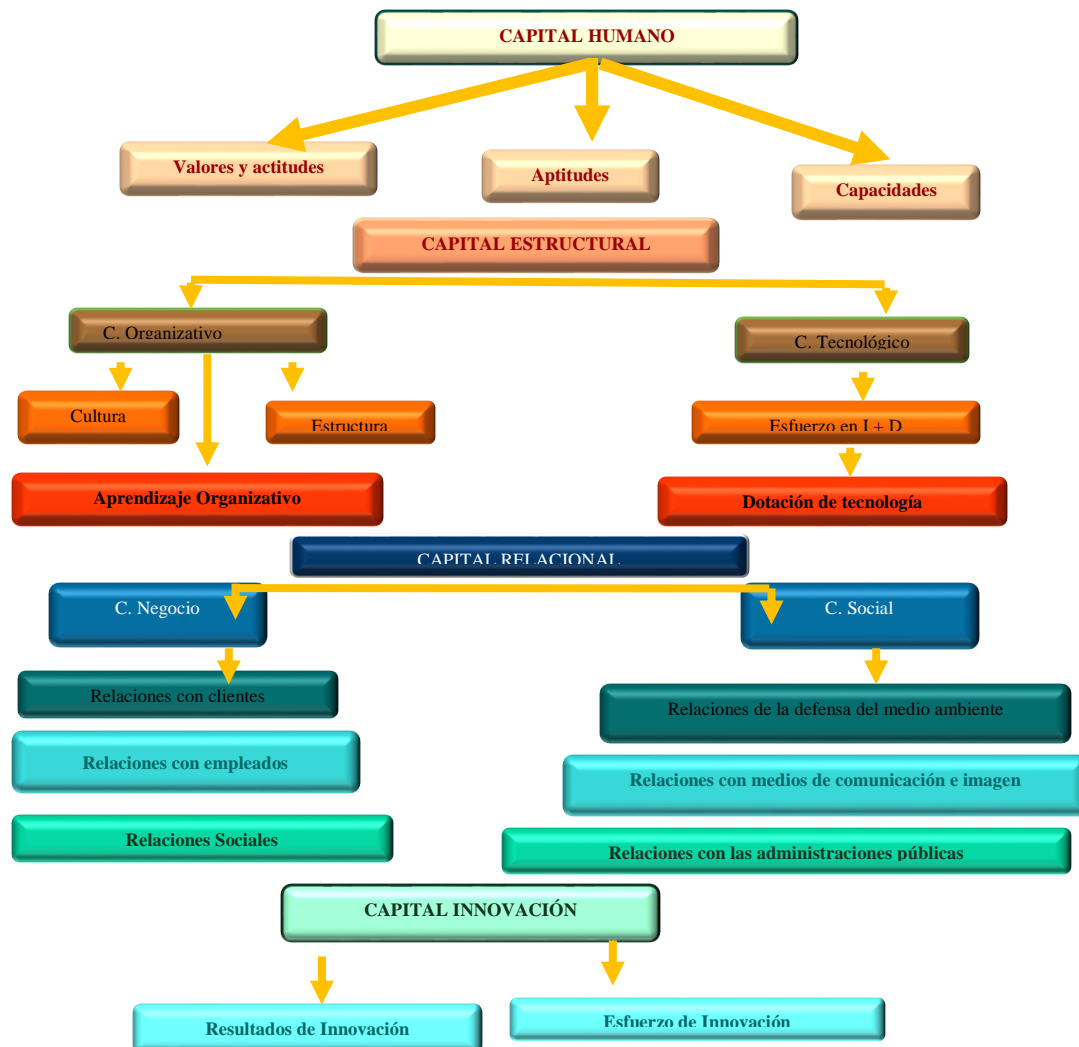 CAPITAL HUMANO
Valores y actitudes
Aptitudes
Capacidades
CAPITAL ESTRUCTURAL
C. Organizativo
C. Tecnológico
Cultura
Estructura
Esfuerzo en I + D
Aprendizaje Organizativo
Dotación de tecnología
CAPITAL RELACIONAL
C. Negocio
C. Social
Relaciones con clientes
Relaciones de la defensa del medio ambiente
Relaciones con empleados
Relaciones con medios de comunicación e imagen
Relaciones Sociales
Relaciones con las administraciones públicas
CAPITAL INNOVACIÓN
Resultados de Innovación
Esfuerzo de Innovación